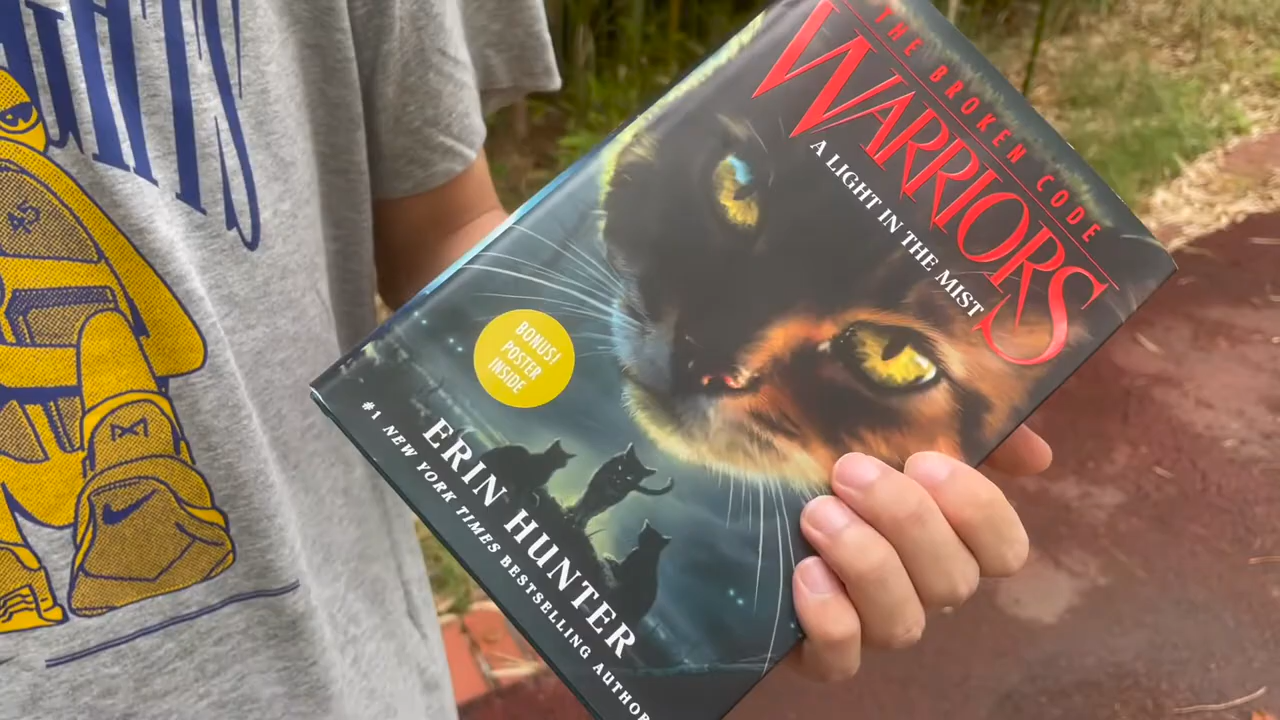 THE BROKEN CODE
WARRIORS
A LIGHT IN THE MIST
BONUS!
POSTER
INSIDE
ERIN HUNTER
#1 NEW YORK TIMES BESTSELLING AUTHOR